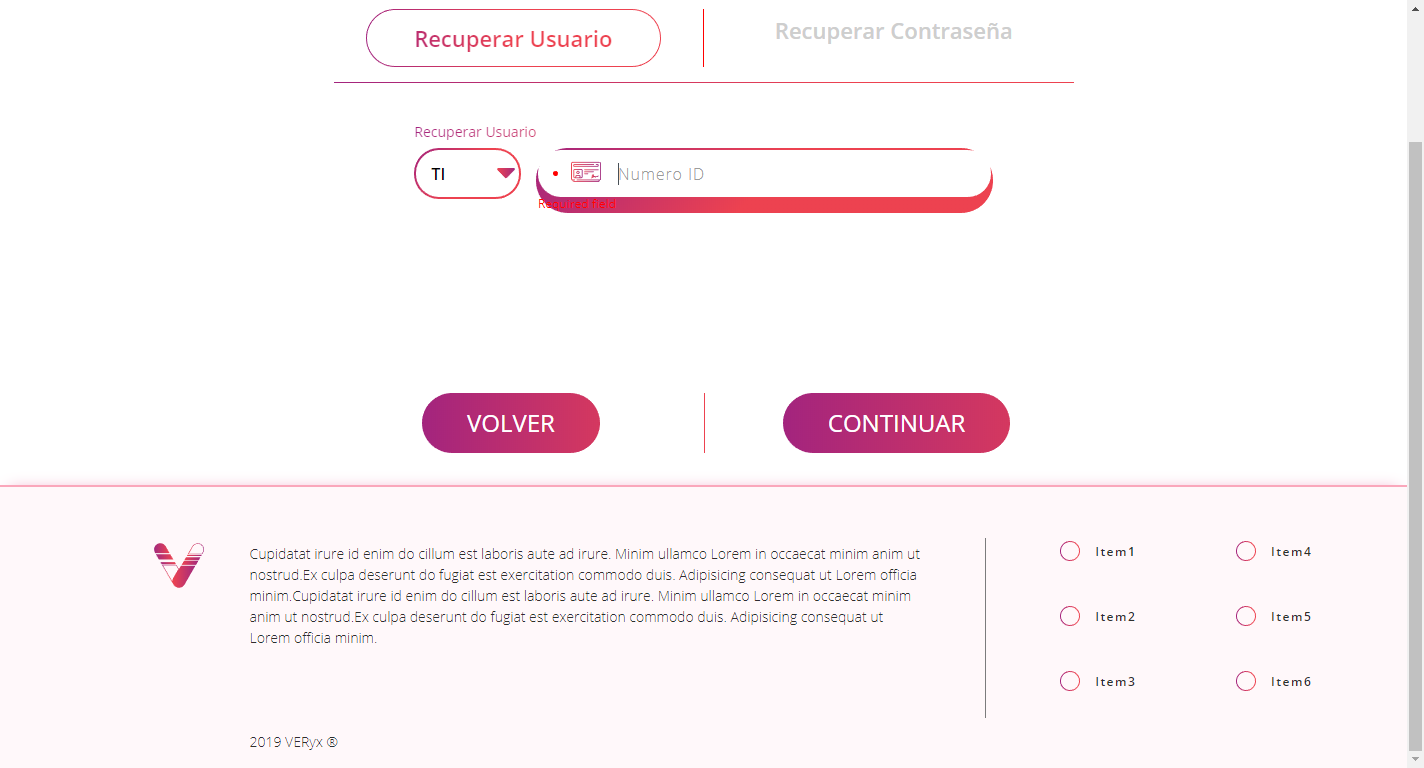 Recuperar Usuario
Recuperar Contraseña
Recuperar Usuario
TI
Numero ID
Required field
VOLVER
CONTINUAR
Cupidatat irure id enim do cillum est laboris aute ad irure. Minim ullamco Lorem in occaecat minim anim ut
nostrud.Ex culpa deserunt do fugiat est exercitation commodo duis. Adipisicing consequat ut Lorem officia
minim.Cupidatat irure id enim do cillum est laboris aute ad irure. Minim ullamco Lorem in occaecat minim
anim ut nostrud.Ex culpa deserunt do fugiat est exercitation commodo duis. Adipisicing consequat ut
Lorem officia minim.
2019 VERyx ®
Item1
Item4
Item2
Item5
Item3
Item6